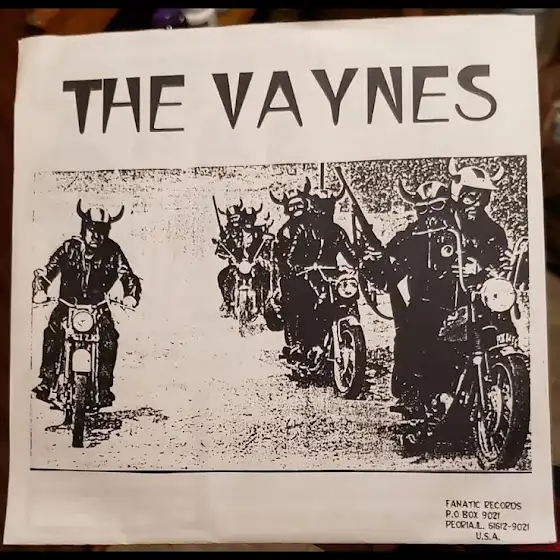 THE VAYNES
FANATIC RECORDS
P.O. BOX 9021
PEORIA.IL. 61612-9021
U.S.A.